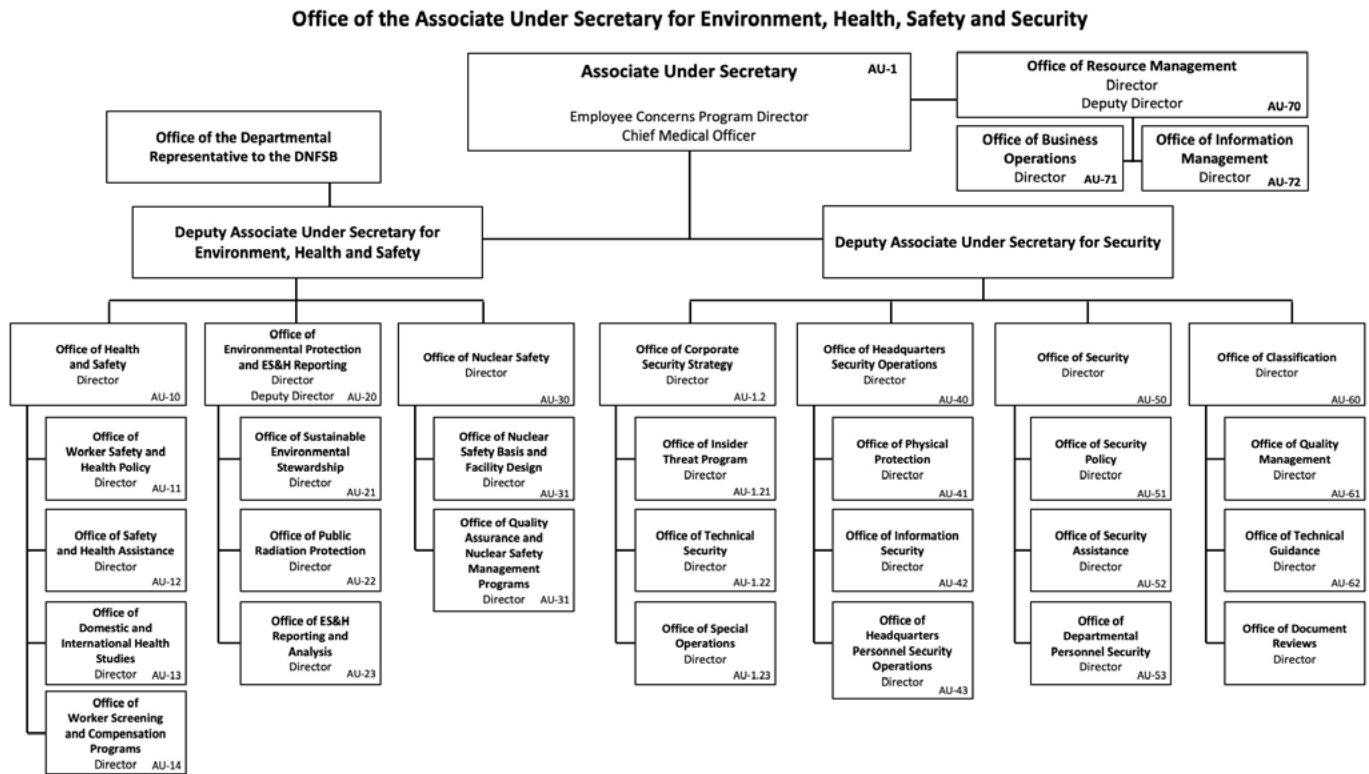 Office of the Associate Under Secretary for Environment, Health, Safety and Security
Associate Under Secretary AU-1
Employee Concerns Program Director
Chief Medical Officer
Office of Resource Management
Director
Deputy Director AU-70
Office of Business
Operations
Director AU-71
Office of Information
Management
Director AU-72
Office of the Departmental
Representative to the DNFSB
Deputy Associate Under Secretary for
Environment, Health and Safety
Deputy Associate Under Secretary for Security
Office of Health
and Safety
Director
AU-10
Office of
Worker Safety and
Health Policy
Director AU-11
Office of Safety
and Health Assistance
Director
AU-12
Office of
Domestic and
International Health
Studies
Director AU-13
Office of
Worker Screening
and Compensation
Programs
Director AU-14
Office of
Environmental Protection
and ES&H Reporting
Director
Deputy Director AU-20
Office of Sustainable
Environmental
Stewardship
Director AU-21
Office of Public
Radiation Protection
Director
AU-22
Office of ES&H
Reporting and
Analysis
Director AU-23
Office of Nuclear Safety
Director
AU-30
Office of Nuclear
Safety Basis and
Facility Design
Director AU-31
Office of Quality
Assurance and
Nuclear Safety
Management
Programs
Director AU-31
Office of Corporate
Security Strategy
Director
AU-1.2
Office of Insider
Threat Program
Director
AU-1.21
Office of Technical
Security
Director
AU-1.22
Office of Special
Operations
Director
AU-1.23
Office of Headquarters
Security Operations
Director
AU-40
Office of Physical
Protection
Director
AU-41
Office of Information
Security
Director
AU-42
Office of
Headquarters
Personnel Security
Operations
Director AU-43
Office of Security
Director
AU-50
Office of Security
Policy
Director
AU-51
Office of Security
Assistance
Director
AU-52
Office of
Departmental
Personnel Security
Director AU-53
Office of Classification
Director
AU-60
Office of Quality
Management
Director
AU-61
Office of Technical
Guidance
Director
AU-62
Office of Document
Reviews
Director